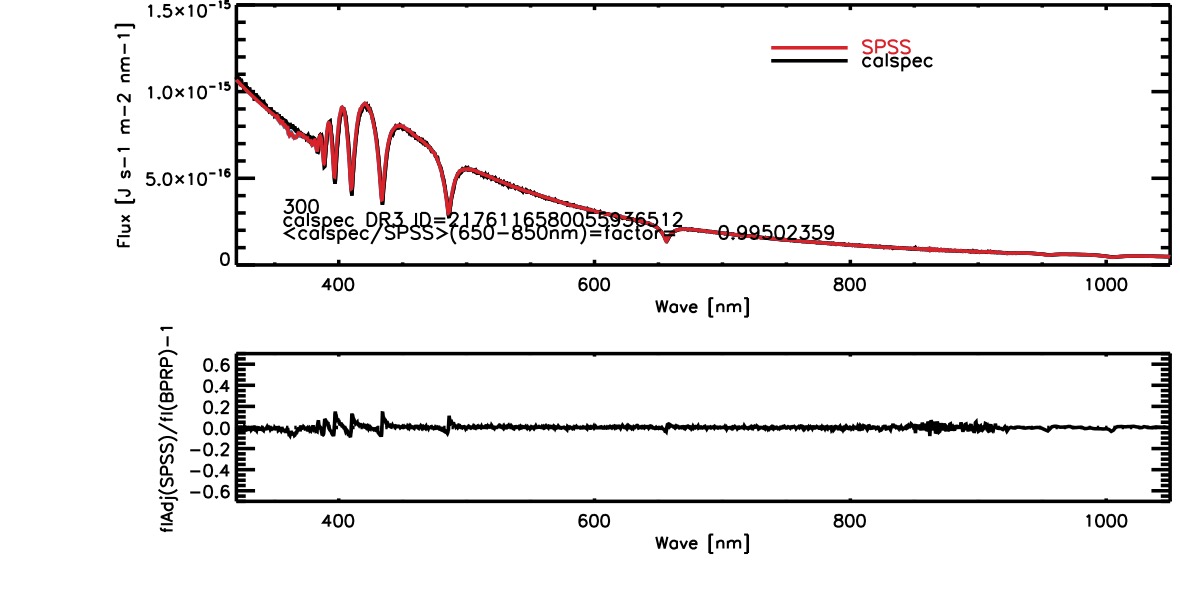 1.5×10−15
1.0×10−15
5.0×10−16
0
Flux [J s−1 m−2 nm−1]
SPSS
calspec
300
calspec DR3 ID=2176116580055936512
<calspec/SPSS>(650−850nm)=factor= 0.99502359
400 600 800 1000
Wave [nm]
flAdj(SPSS)/fl(BPRP)−1
0.6
0.4
0.2
0.0
−0.2
−0.4
−0.6
400 600 800 1000
Wave [nm]